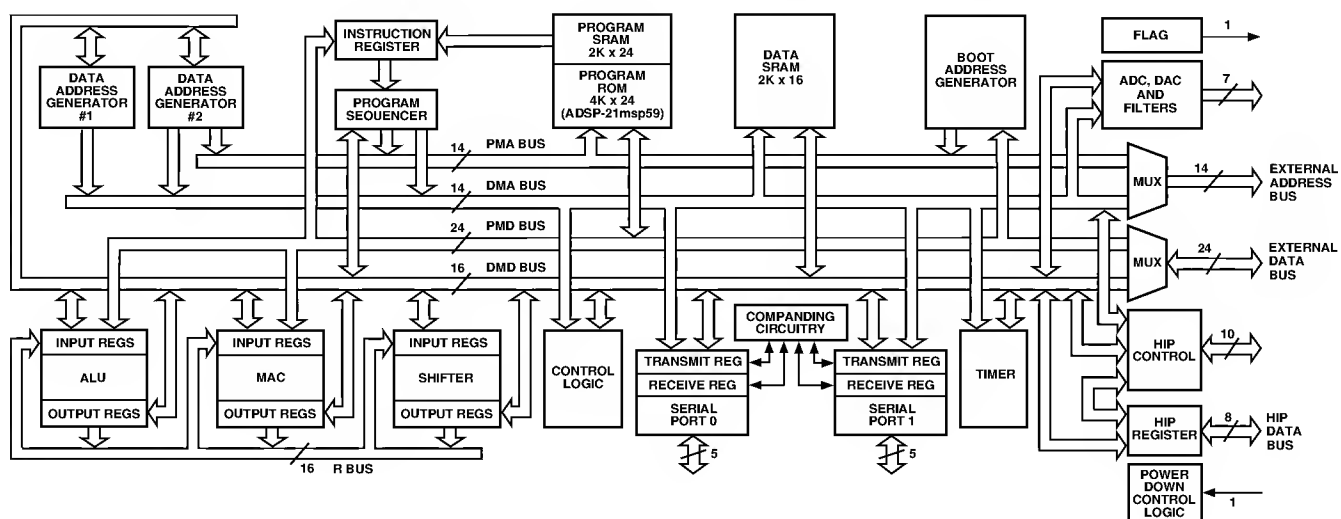 INSTRUCTION
REGISTER
PROGRAM
SRAM
2K x 24
PROGRAM
ROM
4K x 24
(ADSP-21msp59)
DATA
SRAM
2K x 16
BOOT
ADDRESS
GENERATOR
FLAG
1
ADC, DAC
AND
FILTERS
7
DATA
ADDRESS
GENERATOR
#1
DATA
ADDRESS
GENERATOR
#2
PROGRAM
SEQUENCER
14
PMA BUS
14
DMA BUS
24
PMD BUS
16
DMD BUS
MUX
14
EXTERNAL
ADDRESS
BUS
MUX
24
EXTERNAL
DATA
BUS
INPUT REGS
ALU
OUTPUT REGS
INPUT REGS
MAC
OUTPUT REGS
INPUT REGS
SHIFTER
OUTPUT REGS
16
R BUS
CONTROL
LOGIC
TRANSMIT REG
RECEIVE REG
SERIAL
PORT 0
5
COMPANDING
CIRCUITRY
TRANSMIT REG
RECEIVE REG
SERIAL
PORT 1
5
TIMER
HIP
CONTROL
10
HIP
REGISTER
8
HIP
DATA
BUS
POWER
DOWN
CONTROL
LOGIC
1